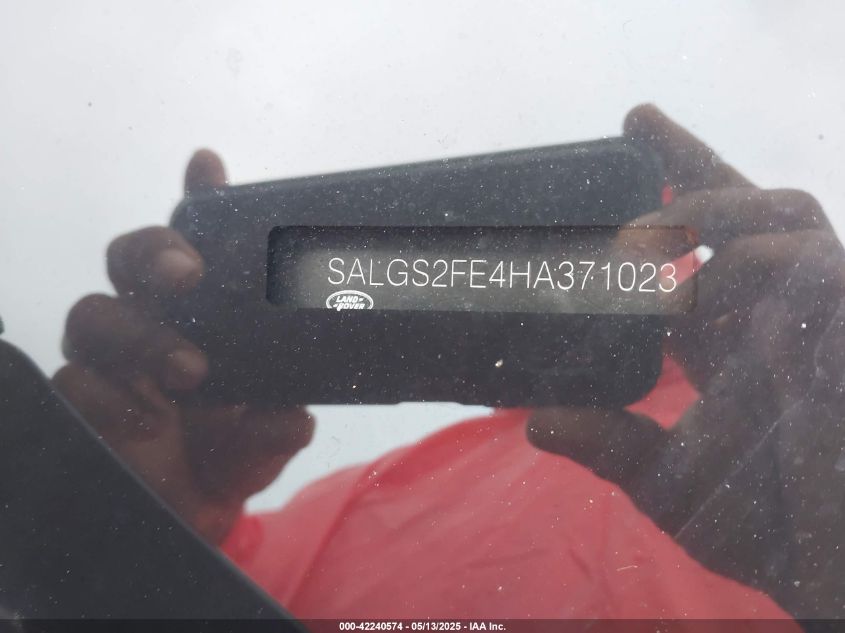 SALGS2FE4HA371023
LAND-
-ROVER
000-42240574 - 05/13/2025 - IAA Inc.